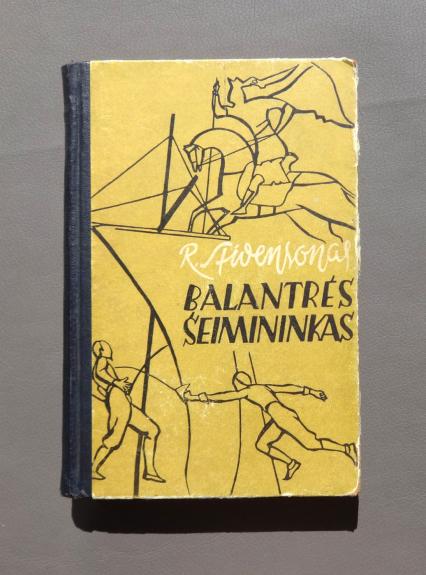 R. Stivensonas
BALANTRĖS
ŠEIMININKAS